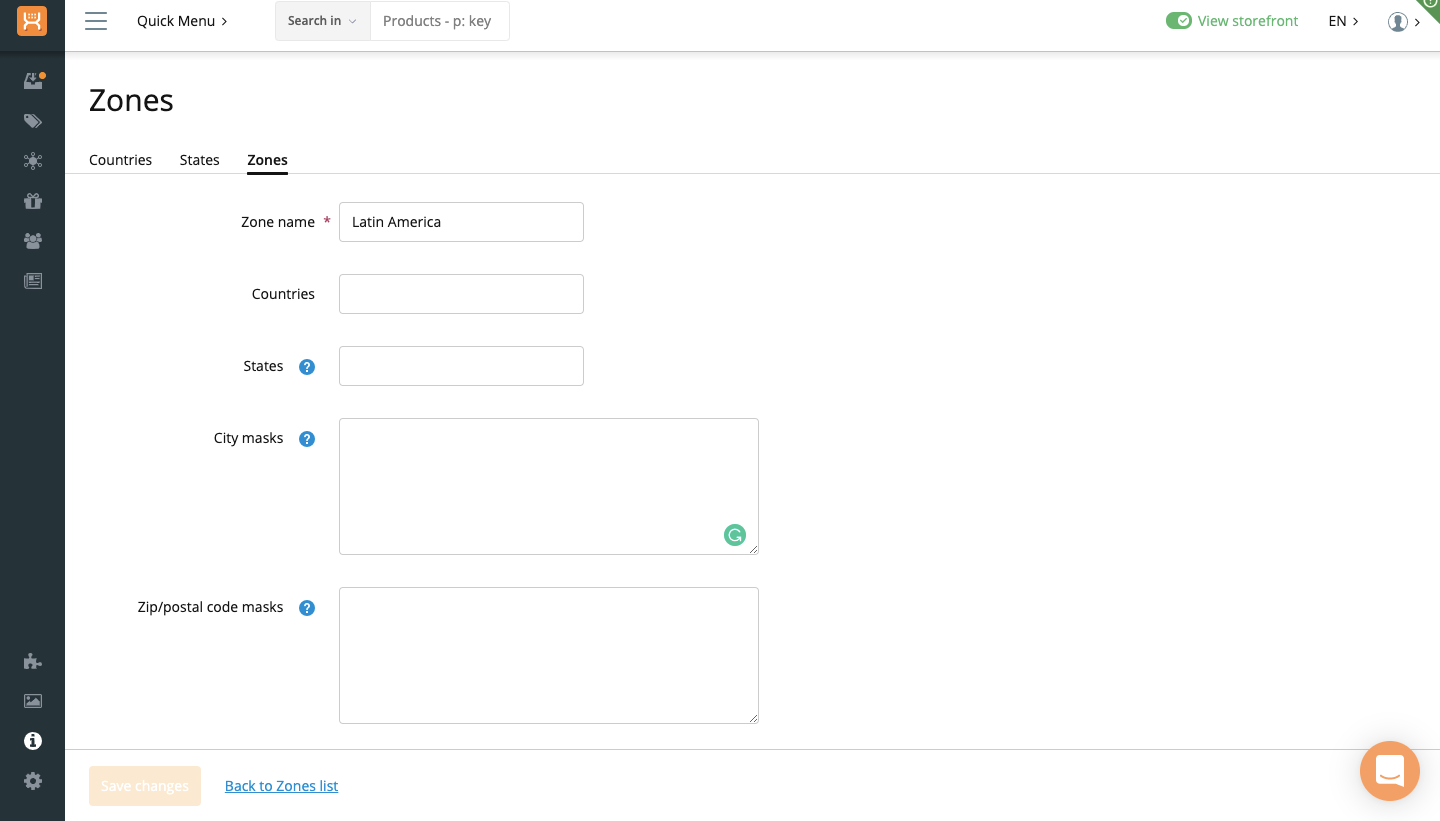 Quick Menu
Search in
Products - p: key
View storefront
EN
Zones
Countries
States
Zones
Zone name *
Latin America
Countries
States ?
City masks ?
Zip/postal code masks ?
Save changes
Back to Zones list